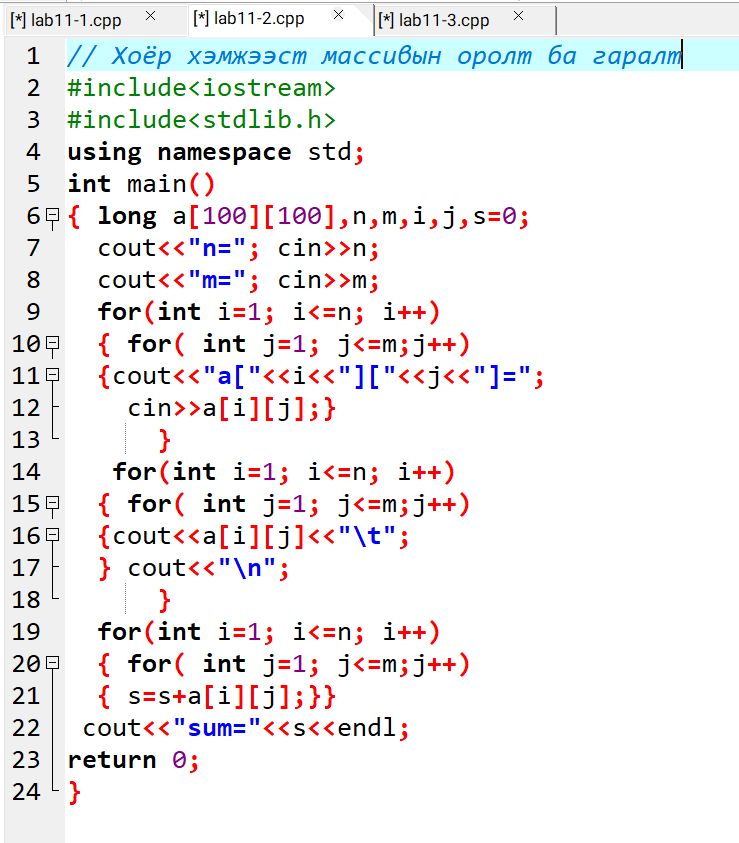 [*] lab11-1.cpp × [*] lab11-2.cpp × [*] lab11-3.cpp ×
1 // Хоёр хэмжээст массивын оролт ба гаралт
2 #include<iostream>
3 #include<stdlib.h>
4 using namespace std;
5 int main()
6 { long a[100][100],n,m,i,j,s=0;
7 cout<<"n="; cin>>n;
8 cout<<"m="; cin>>m;
9 for(int i=1; i<=n; i++)
10 { for( int j=1; j<=m;j++)
11 {cout<<"a["<<i<<"]["<<j<<"]=";
12 cin>>a[i][j];}
13 }
14 for(int i=1; i<=n; i++)
15 { for( int j=1; j<=m;j++)
16 {cout<<a[i][j]<<"\t";
17 } cout<<"\n";
18 }
19 for(int i=1; i<=n; i++)
20 { for( int j=1; j<=m;j++)
21 { s=s+a[i][j];}}
22 cout<<"sum="<<s<<endl;
23 return 0;
24 }